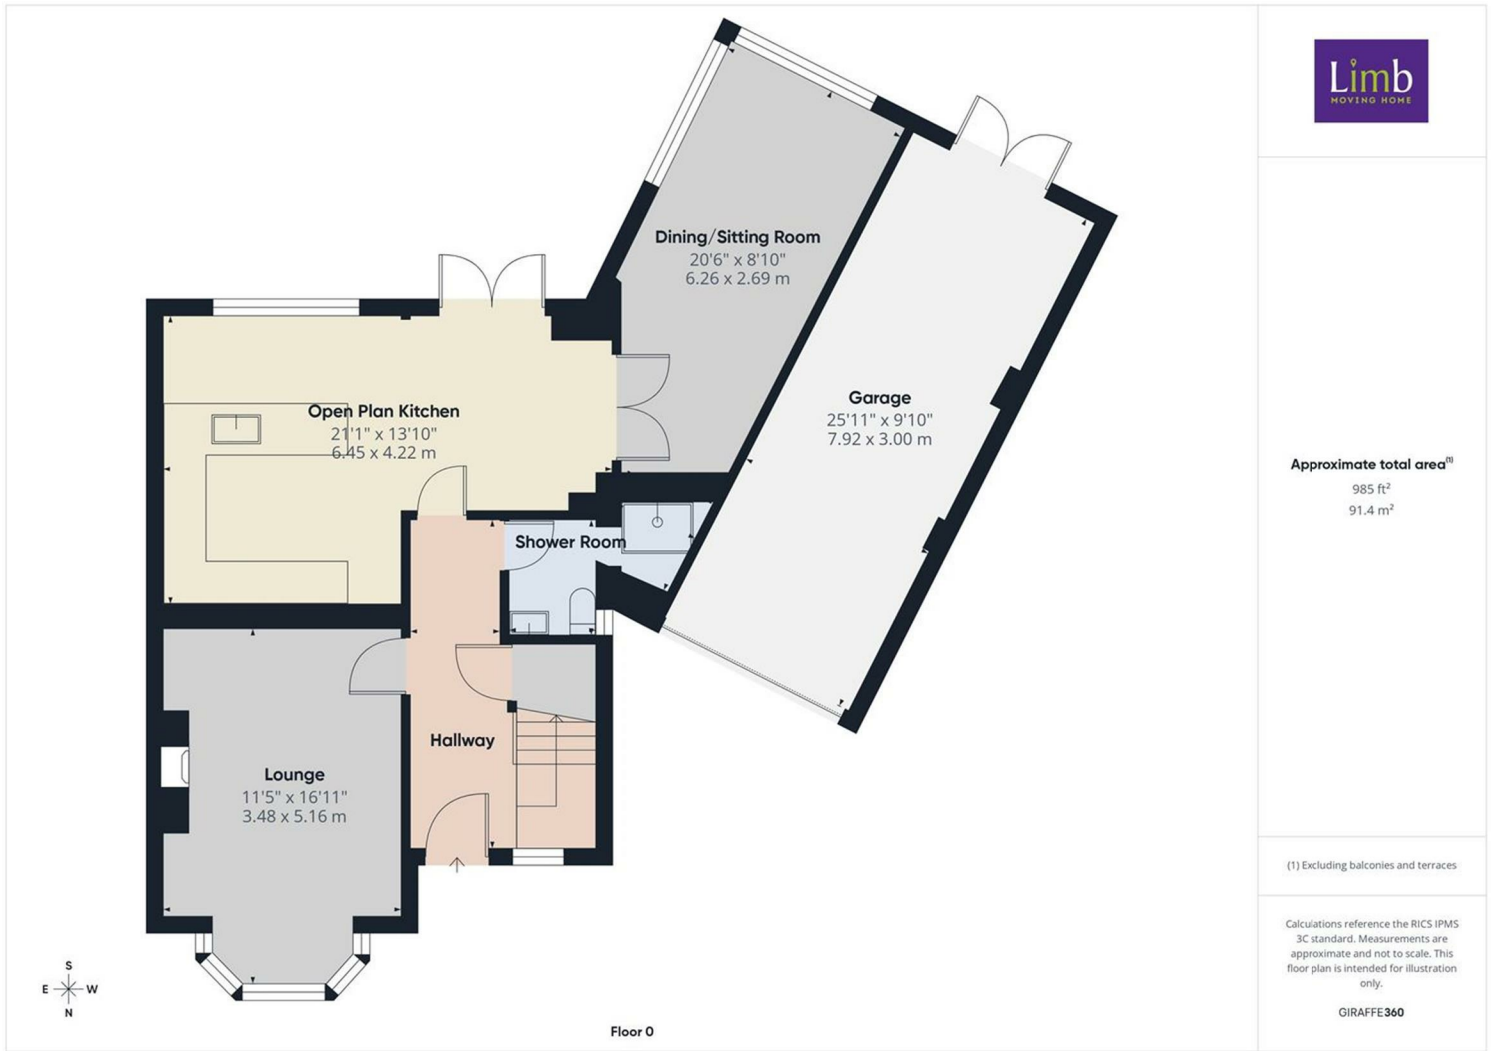 Limb
MOVING HOME
Dining/Sitting Room
20'6" x 8'10"
6.26 x 2.69 m
Garage
25'11" x 9'10"
7.92 x 3.00 m
Open Plan Kitchen
21'1" x 13'10"
6.45 x 4.22 m
Shower Room
Hallway
Lounge
11'5" x 16'11"
3.48 x 5.16 m
S
E W
N
Floor 0
Approximate total area⁽¹⁾
985 ft²
91.4 m²
(1) Excluding balconies and terraces
Calculations reference the RICS IPMS
3C standard. Measurements are
approximate and not to scale. This
floor plan is intended for illustration
only.
GIRAFFE360